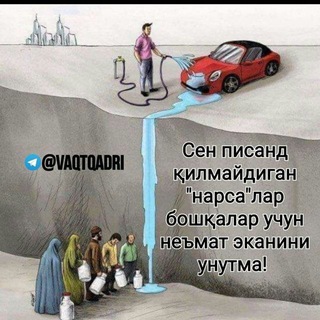 @VAQTQADRI
Сен писанд
қилмайдиган
"нарса"лар
бошқалар учун
неъмат эканини
унутма!